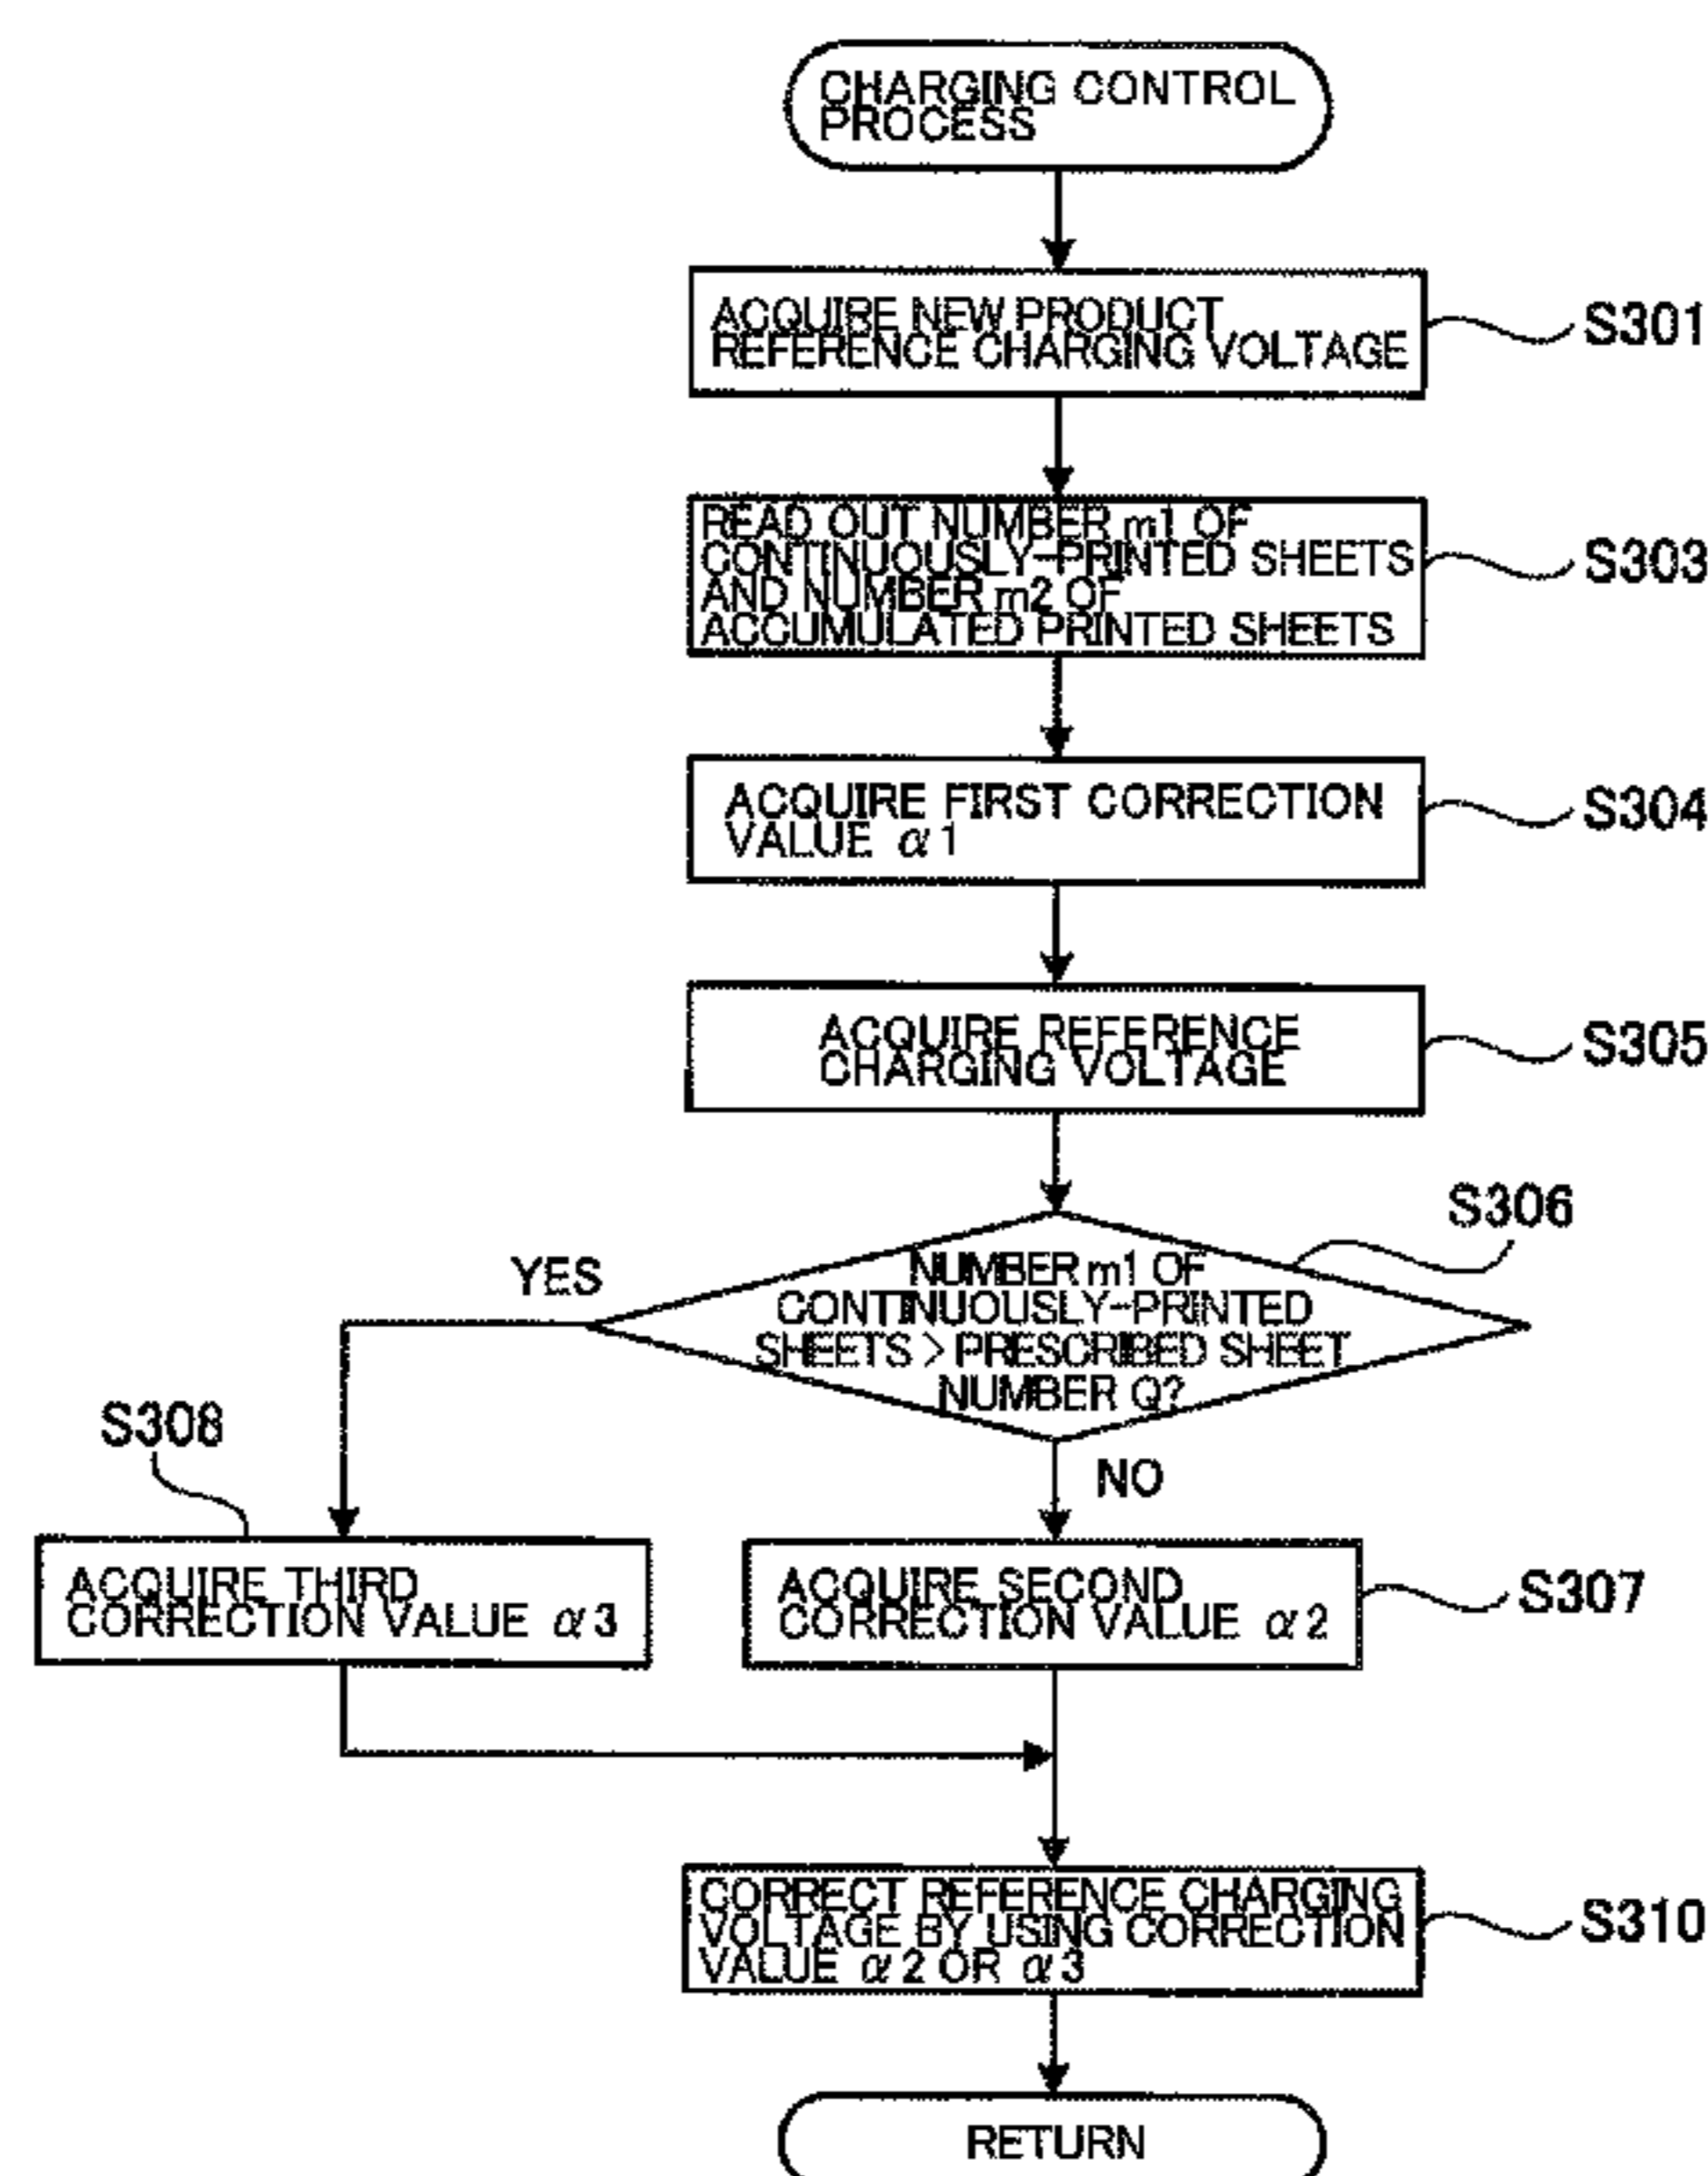 CHARGING CONTROL
PROCESS
ACQUIRE NEW PRODUCT
REFERENCE CHARGING VOLTAGE
S301
READ OUT NUMBER m1 OF
CONTINUOUSLY-PRINTED SHEETS
AND NUMBER m2 OF
ACCUMULATED PRINTED SHEETS
S303
ACQUIRE FIRST CORRECTION
VALUE α1
S304
ACQUIRE REFERENCE
CHARGING VOLTAGE
S305
S306
YES
NUMBER m1 OF
CONTINUOUSLY-PRINTED
SHEETS > PRESCRIBED SHEET
NUMBER Q?
NO
S308
ACQUIRE THIRD
CORRECTION VALUE α3
ACQUIRE SECOND
CORRECTION VALUE α2
S307
CORRECT REFERENCE CHARGING
VOLTAGE BY USING CORRECTION
VALUE α2 OR α3
S310
RETURN